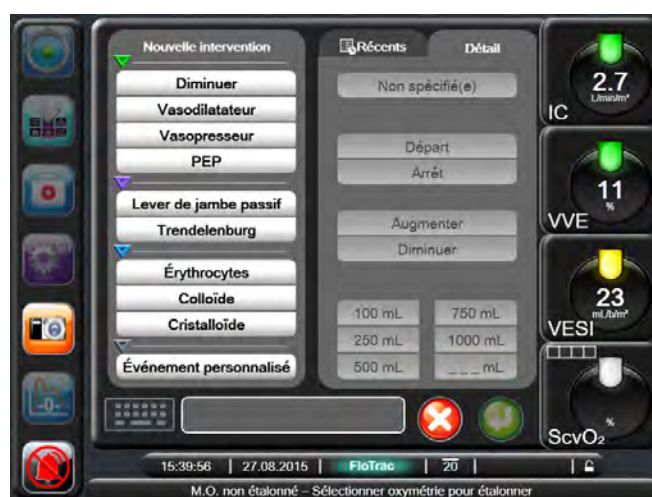 Nouvelle intervention
Diminuer
Vasodilatateur
Vasopresseur
PEP
Lever de jambe passif
Trendelenburg
Érythrocytes
Colloïde
Cristalloïde
Événement personnalisé
Récents
Détail
Non spécifié(e)
Départ
Arrêt
Augmenter
Diminuer
100 mL
750 mL
250 mL
1000 mL
500 mL
_ _ _ mL
2.7
L/min/m²
IC
11
%
VVE
23
mL/b/m²
VESI
%
ScvO₂
-0-
15:39:56 | 27.08.2015 | FloTrac | 20 |
M.O. non étalonné – Sélectionner oxymétrie pour étalonner